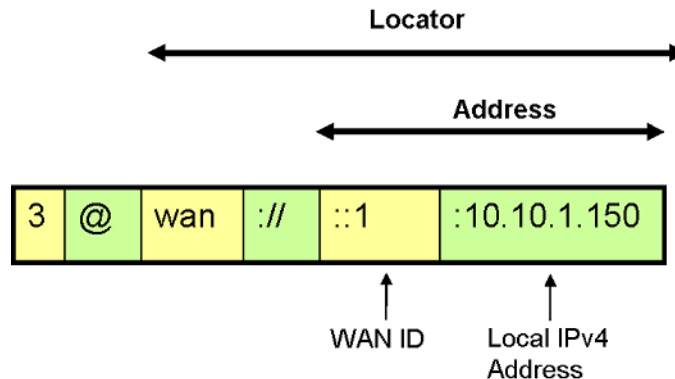 Locator
Address
3 @ wan :// ::1 :10.10.1.150
WAN ID
Local IPv4
Address